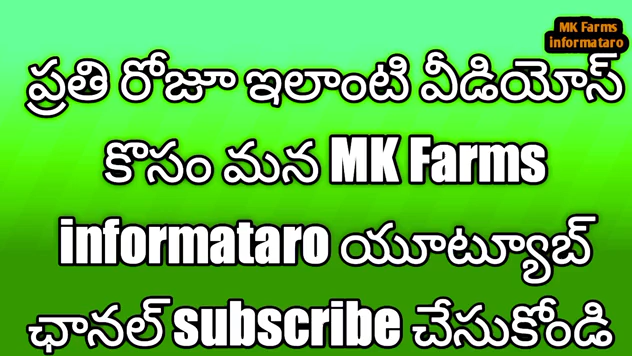 MK Farms
informataro
ప్రతి రోజూ ఇలాంటి వీడియోస్
కొసం మన MK Farms
informataro యూట్యూబ్
ఛానల్ subscribe చేసుకోండి